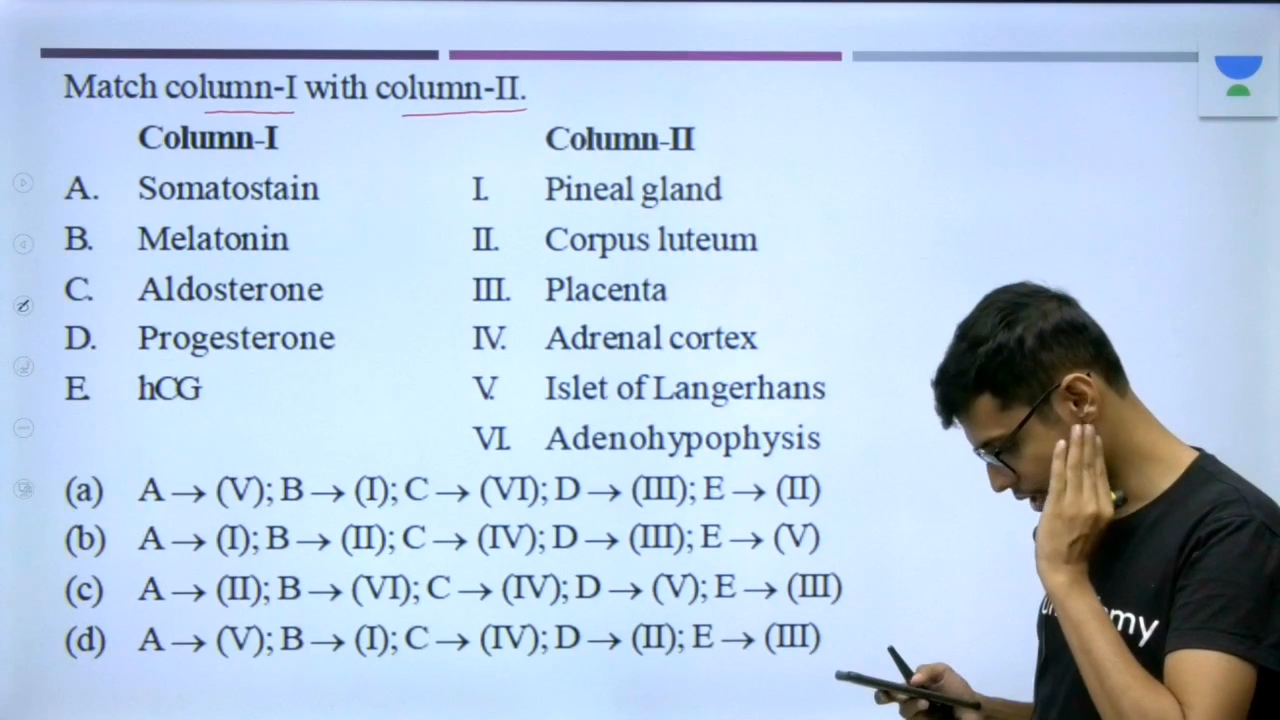 Match column-I with column-II.
Column-I Column-II
A. Somatostain I. Pineal gland
B. Melatonin II. Corpus luteum
C. Aldosterone III. Placenta
D. Progesterone IV. Adrenal cortex
E. hCG V. Islet of Langerhans
VI. Adenohypophysis
(a) A → (V); B → (I); C → (VI); D → (III); E → (II)
(b) A → (I); B → (II); C → (IV); D → (III); E → (V)
(c) A → (II); B → (VI); C → (IV); D → (V); E → (III)
(d) A → (V); B → (I); C → (IV); D → (II); E → (III)